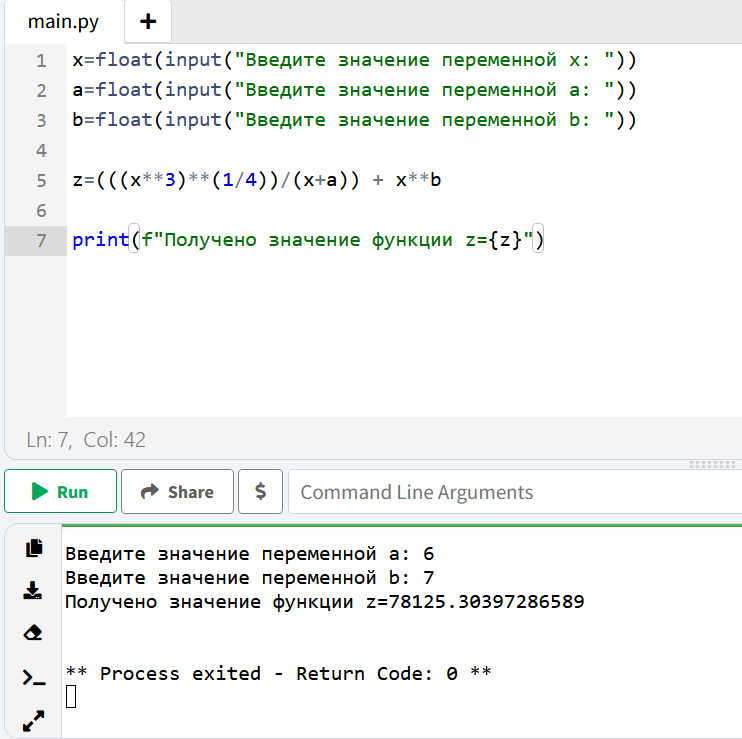 main.py +
1 x=float(input("Введите значение переменной x: "))
2 a=float(input("Введите значение переменной a: "))
3 b=float(input("Введите значение переменной b: "))
4
5 z=(((x**3)**(1/4))/(x+a)) + x**b
6
7 print(f"Получено значение функции z={z}")
Ln: 7, Col: 42
Run Share $ Command Line Arguments
Введите значение переменной a: 6
Введите значение переменной b: 7
Получено значение функции z=78125.30397286589
** Process exited - Return Code: 0 **